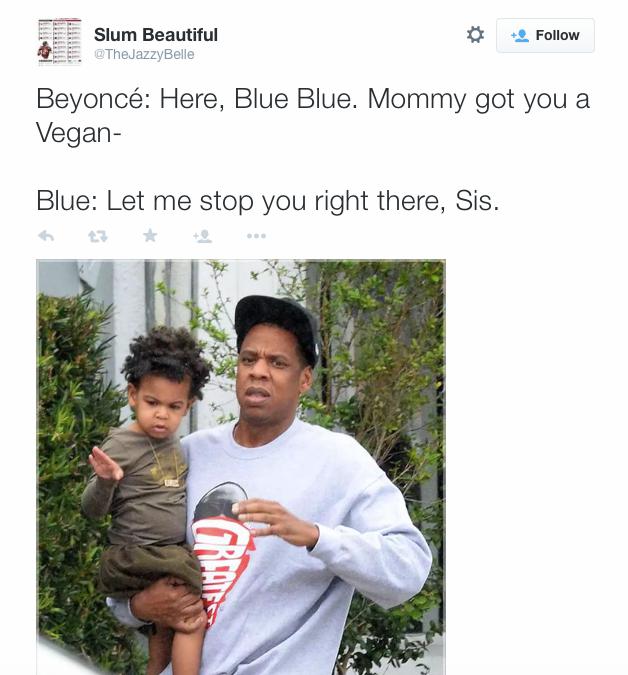 Slum Beautiful
@TheJazzyBelle
Follow
Beyoncé: Here, Blue Blue. Mommy got you a
Vegan-
Blue: Let me stop you right there, Sis.